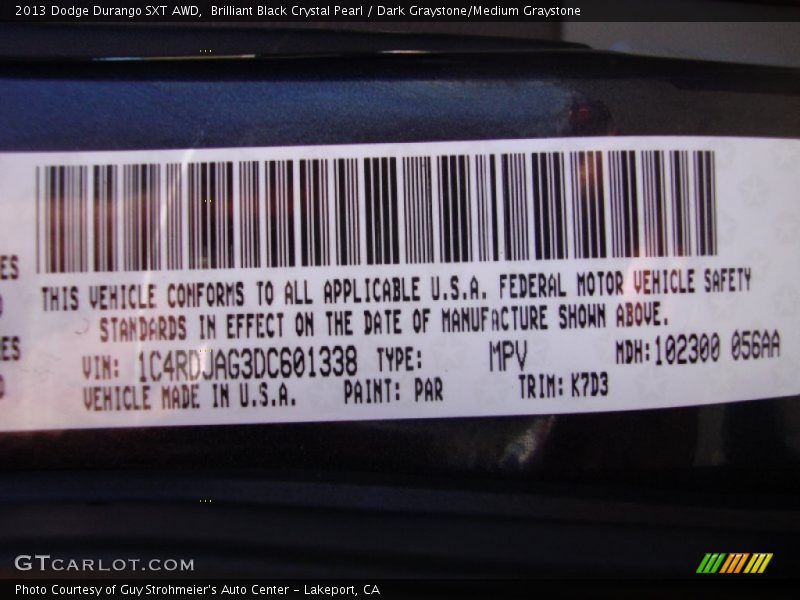 2013 Dodge Durango SXT AWD,  Brilliant Black Crystal Pearl / Dark Graystone/Medium Graystone
ES
THIS VEHICLE CONFORMS TO ALL APPLICABLE U.S.A. FEDERAL MOTOR VEHICLE SAFETY
STANDARDS IN EFFECT ON THE DATE OF MANUFACTURE SHOWN ABOVE.
ES
VIN: 1C4RDJAG3DC601338 TYPE: MPV MDH:102300 056AA
VEHICLE MADE IN U.S.A. PAINT: PAR TRIM: K7D3
GTCARLOT.COM
Photo Courtesy of Guy Strohmeier's Auto Center - Lakeport, CA